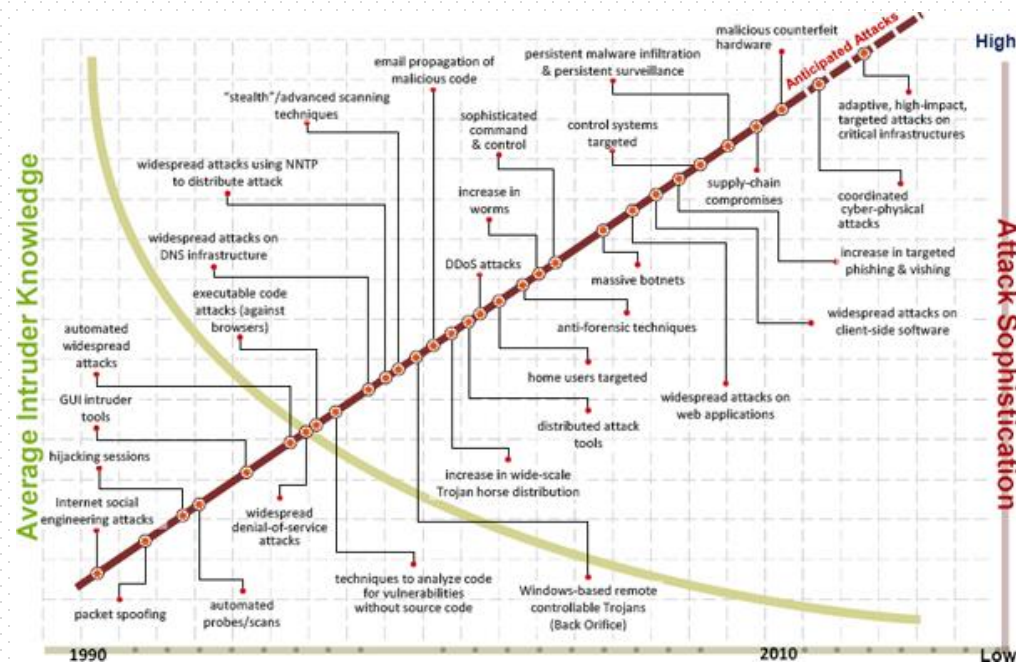 malicious counterfeit
hardware
Anticipated Attacks
High
email propagation of
malicious code
persistent malware infiltration
& persistent surveillance
"stealth"/advanced scanning
techniques
sophisticated
command
& control
control systems
targeted
adaptive, high-impact,
targeted attacks on
critical infrastructures
widespread attacks using NNTP
to distribute attack
increase in
worms
supply-chain
compromises
coordinated
cyber-physical
attacks
widespread attacks on
DNS infrastructure
DDoS attacks
massive botnets
increase in targeted
phishing & vishing
executable code
attacks (against
browsers)
anti-forensic techniques
widespread attacks on
client-side software
automated
widespread
attacks
home users targeted
GUI intruder
tools
widespread attacks on
web applications
distributed attack
tools
hijacking sessions
increase in wide-scale
Trojan horse distribution
Internet social
engineering attacks
widespread
denial-of-service
attacks
techniques to analyze code
for vulnerabilities
without source code
Windows-based remote
controllable Trojans
(Back Orifice)
packet spoofing
automated
probes/scans
Average Intruder Knowledge
Attack Sophistication
1990
2010
Low